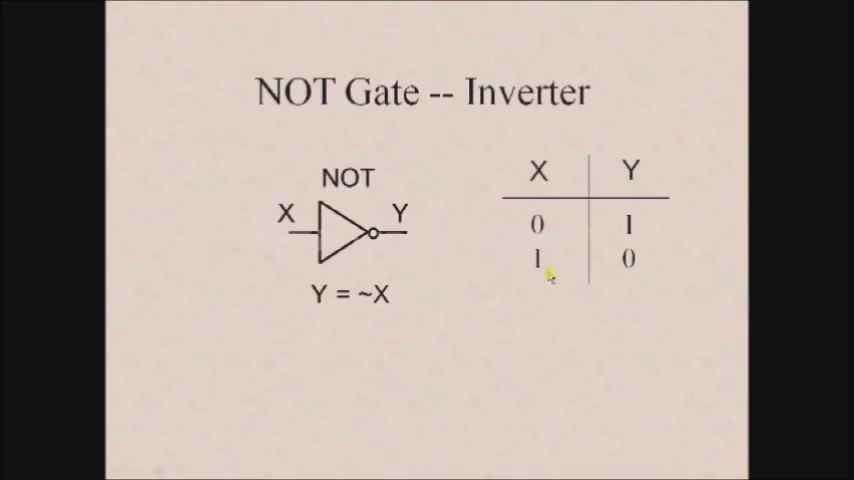 NOT Gate -- Inverter
NOT
X Y
Y = ~X
X Y
0 1
1 0